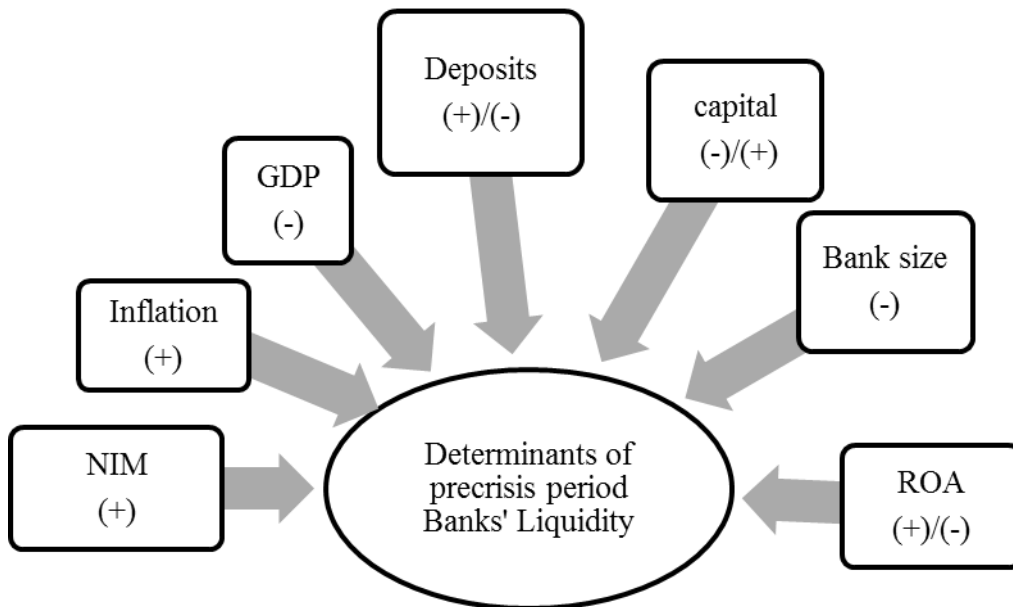 Deposits
(+)/(-)
capital
(-)/(+)
GDP
(-)
Bank size
(-)
Inflation
(+)
NIM
(+)
Determinants of
precrisis period
Banks' Liquidity
ROA
(+)/(-)